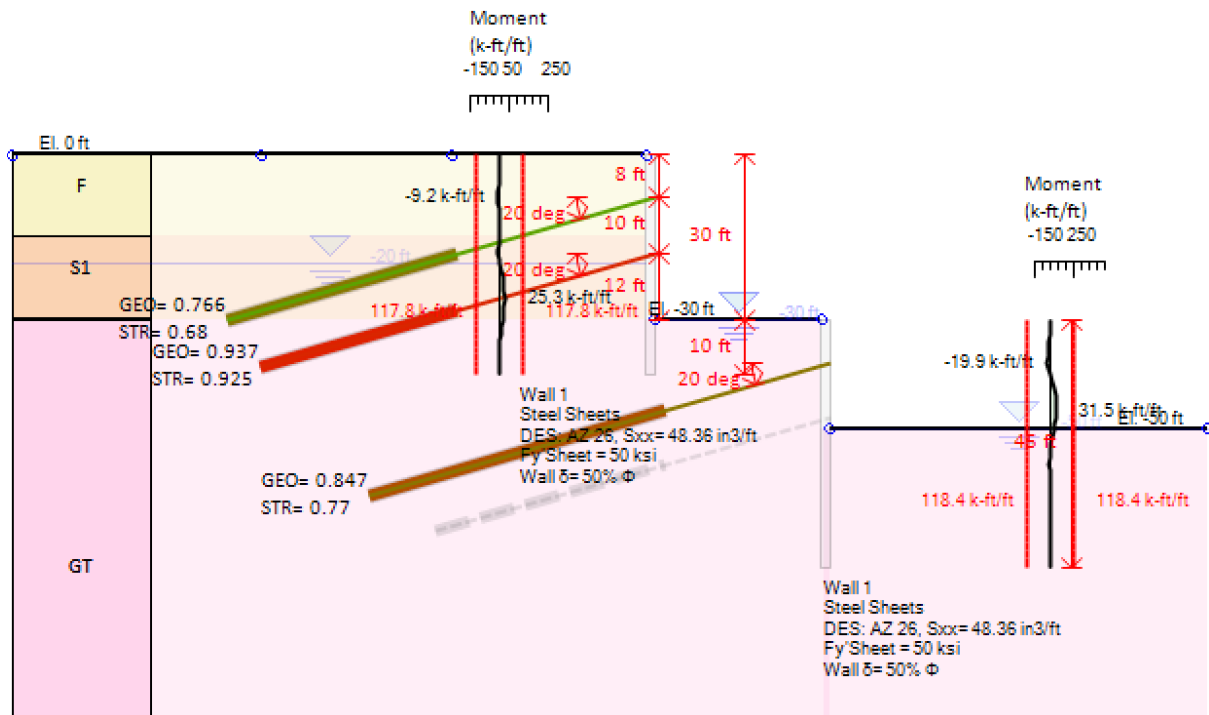 Moment
(k-ft/ft)
-150 50 250
El. 0 ft
F
8 ft
-9.2 k-ft/ft
20 deg
10 ft
30 ft
Moment
(k-ft/ft)
-150 250
-20 ft
S1
20 deg
12 ft
25.3 k-ft/ft
GEO= 0.766
117.8 k-ft/ft
117.8 k-ft/ft
El. -30 ft
-30 ft
STR= 0.68
GEO= 0.937
10 ft
STR= 0.925
20 deg
-19.9 k-ft/ft
Wall 1
Steel Sheets
DES: AZ 26, Sxx= 48.36 in3/ft
Fy'Sheet = 50 ksi
Wall δ= 50% Φ
31.5 k-ft/ft
El. -50 ft
45 ft
GEO= 0.847
STR= 0.77
118.4 k-ft/ft
118.4 k-ft/ft
GT
Wall 1
Steel Sheets
DES: AZ 26, Sxx= 48.36 in3/ft
Fy'Sheet = 50 ksi
Wall δ= 50% Φ